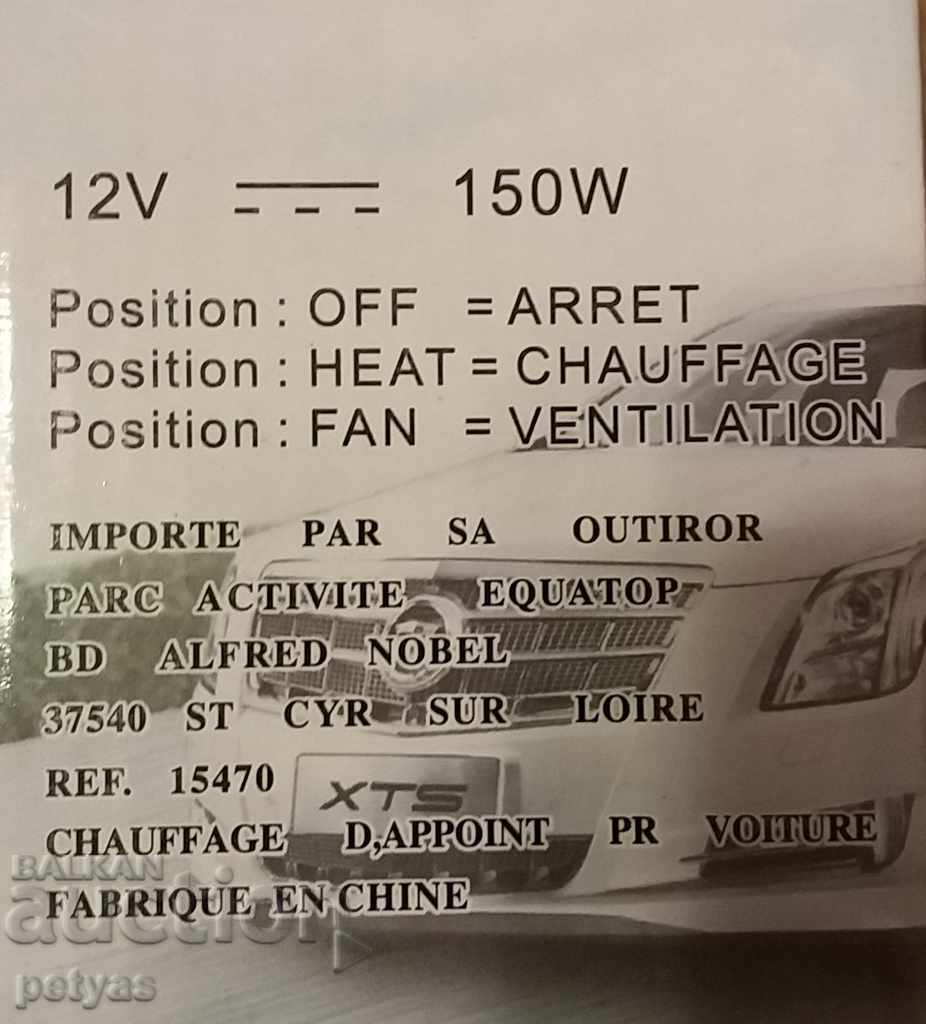 12V 150W
Position : OFF = ARRET
Position : HEAT = CHAUFFAGE
Position : FAN = VENTILATION
IMPORTE PAR SA OUTIROR
PARC ACTIVITE EQUATOP
BD ALFRED NOBEL
37540 ST CYR SUR LOIRE
REF. 15470
XTS
CHAUFFAGE D,APPOINT PR VOITURE
FABRIQUE EN CHINE
BALKAN
auction
petyas